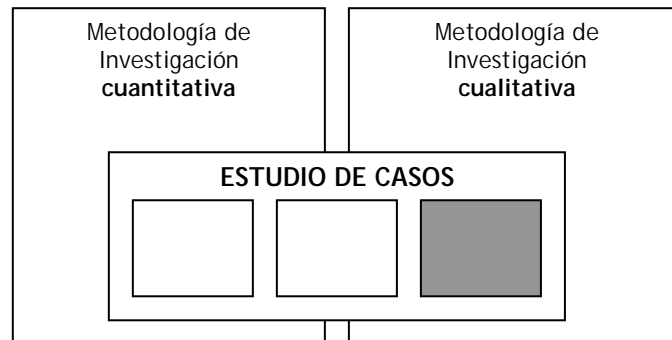 Metodología de
Investigación
cuantitativa
Metodología de
Investigación
cualitativa
ESTUDIO DE CASOS